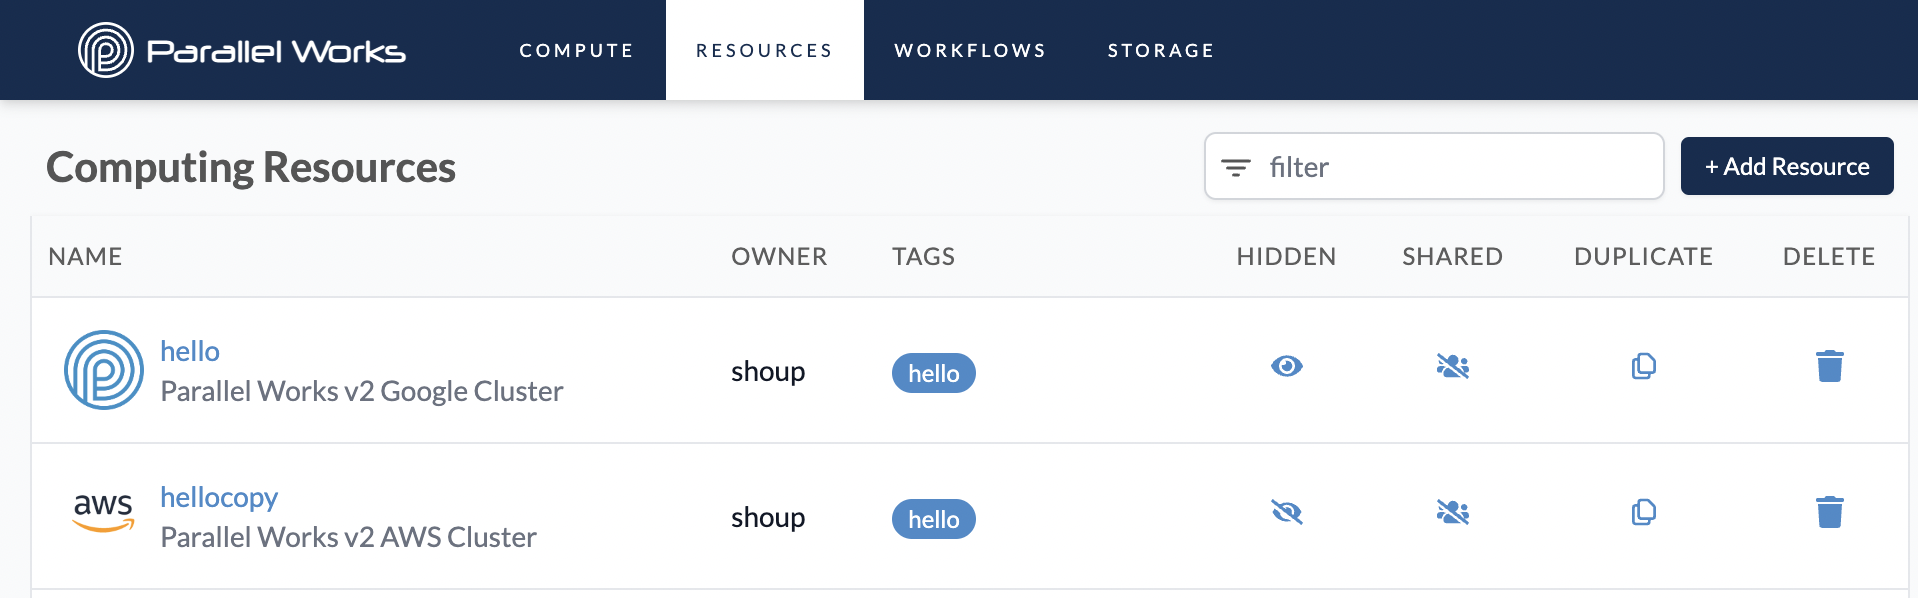 Parallel Works COMPUTE RESOURCES WORKFLOWS STORAGE
Computing Resources filter + Add Resource
NAME OWNER TAGS HIDDEN SHARED DUPLICATE DELETE
hello
Parallel Works v2 Google Cluster shoup hello
aws hellocopy
Parallel Works v2 AWS Cluster shoup hello